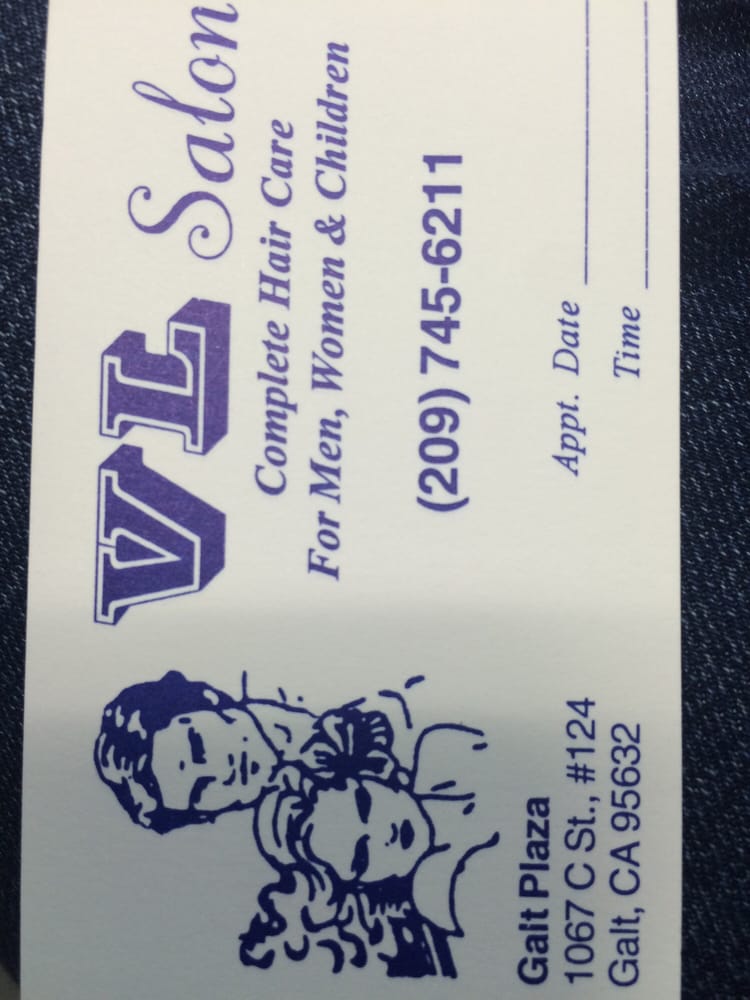 VL Salon
Complete Hair Care
For Men, Women & Children
(209) 745-6211
Appt. Date
Time
Galt Plaza
1067 C St., #124
Galt, CA 95632